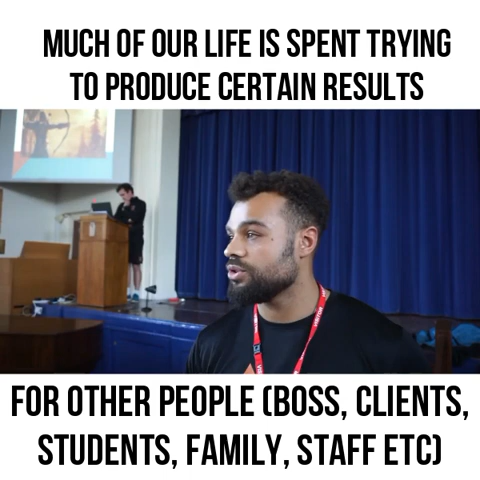 MUCH OF OUR LIFE IS SPENT TRYING
TO PRODUCE CERTAIN RESULTS
FOR OTHER PEOPLE (BOSS, CLIENTS,
STUDENTS, FAMILY, STAFF ETC)